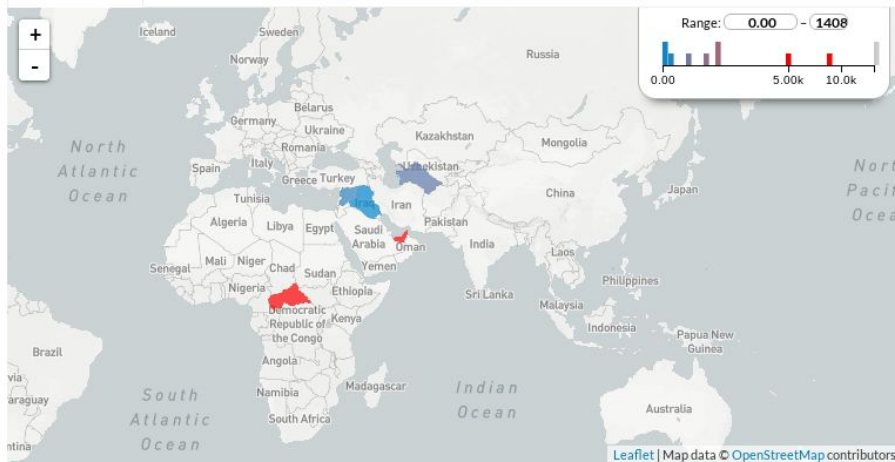 +
-
Range: 0.00 – 1408
0.00 5.00k 10.0k
Iceland
Sweden
Norway
Russia
Belarus
Germany
Ukraine
Kazakhstan
Romania
Mongolia
North
Atlantic
Ocean
Spain
Italy
Greece
Turkey
Uzbekistan
China
Japan
Tunisia
Iraq
Iran
Algeria
Libya
Egypt
Saudi
Arabia
Pakistan
Oman
India
Laos
Senegal
Mali
Niger
Chad
Sudan
Yemen
Nigeria
Ethiopia
Sri Lanka
Philippines
Malaysia
Democratic
Republic of
the Congo
Kenya
Indonesia
Papua New
Guinea
Brazil
Angola
Madagascar
Indian
Ocean
Namibia
South
Atlantic
Ocean
South Africa
Australia
via
araguay
ntina
Nort
Pacif
Ocea
Leaflet | Map data © OpenStreetMap contributors